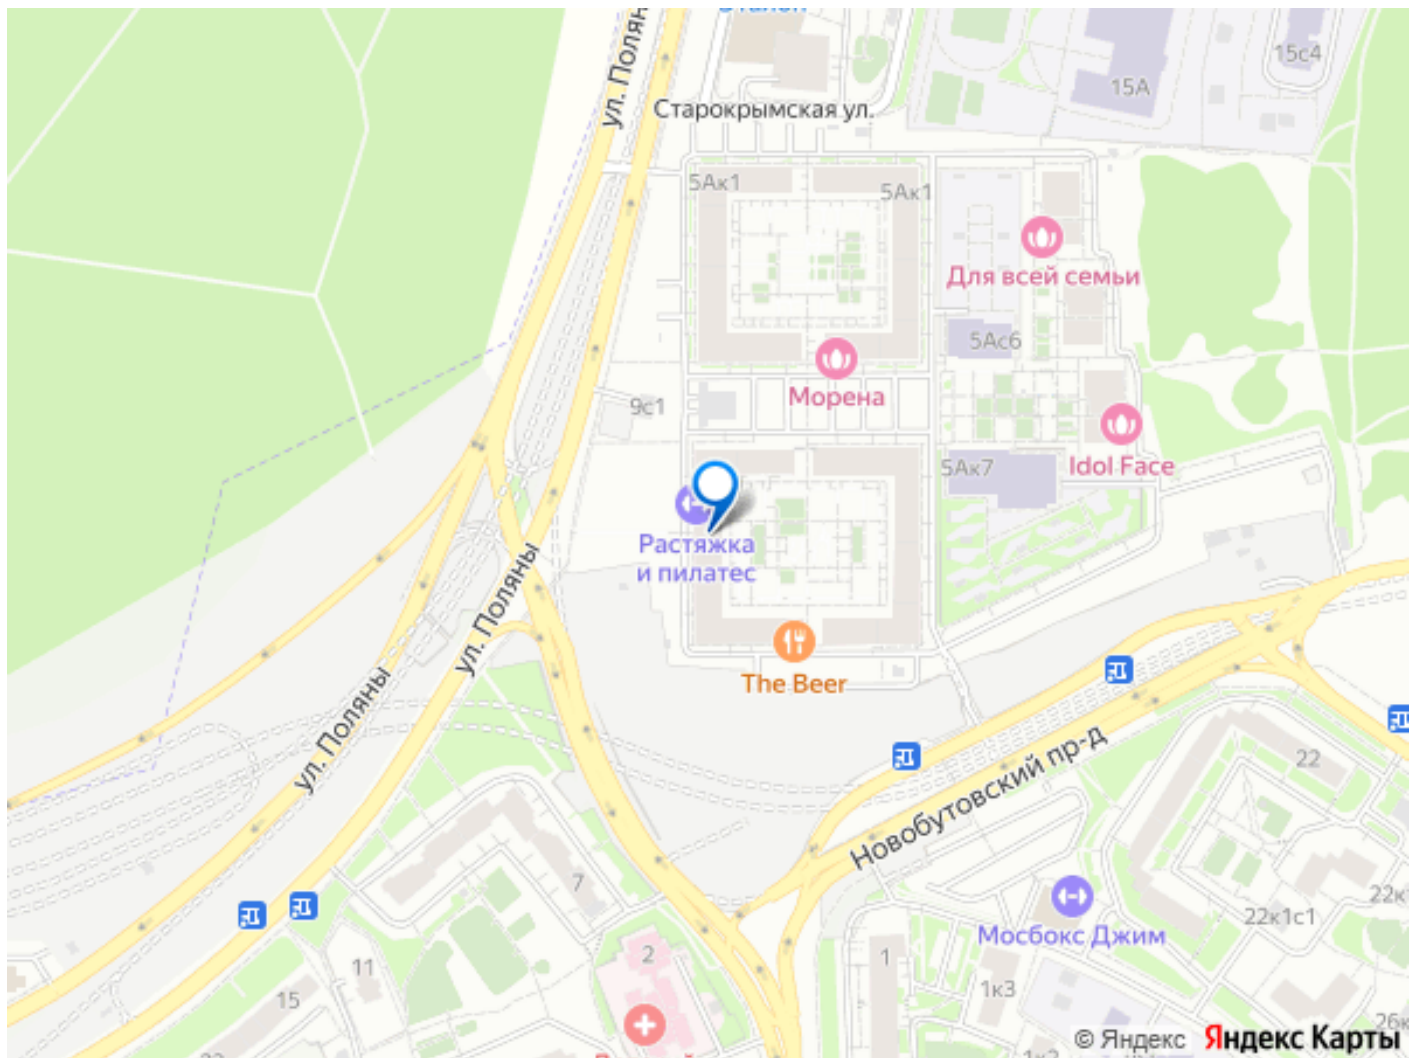 Эталон
ул. Поляны
15с4
15А
Старокрымская ул.
5Ак1
5Ак1
Для всей семьи
5Ас6
Морена
9с1
Idol Face
5Ак7
Растяжка
и пилатес
ул. Поляны
The Beer
ул. Поляны
Новобутовский пр-д
22
7
22к1с1
22к
Мосбокс Джим
2
1
11
1к3
15
26к
© Яндекс Яндекс Карты